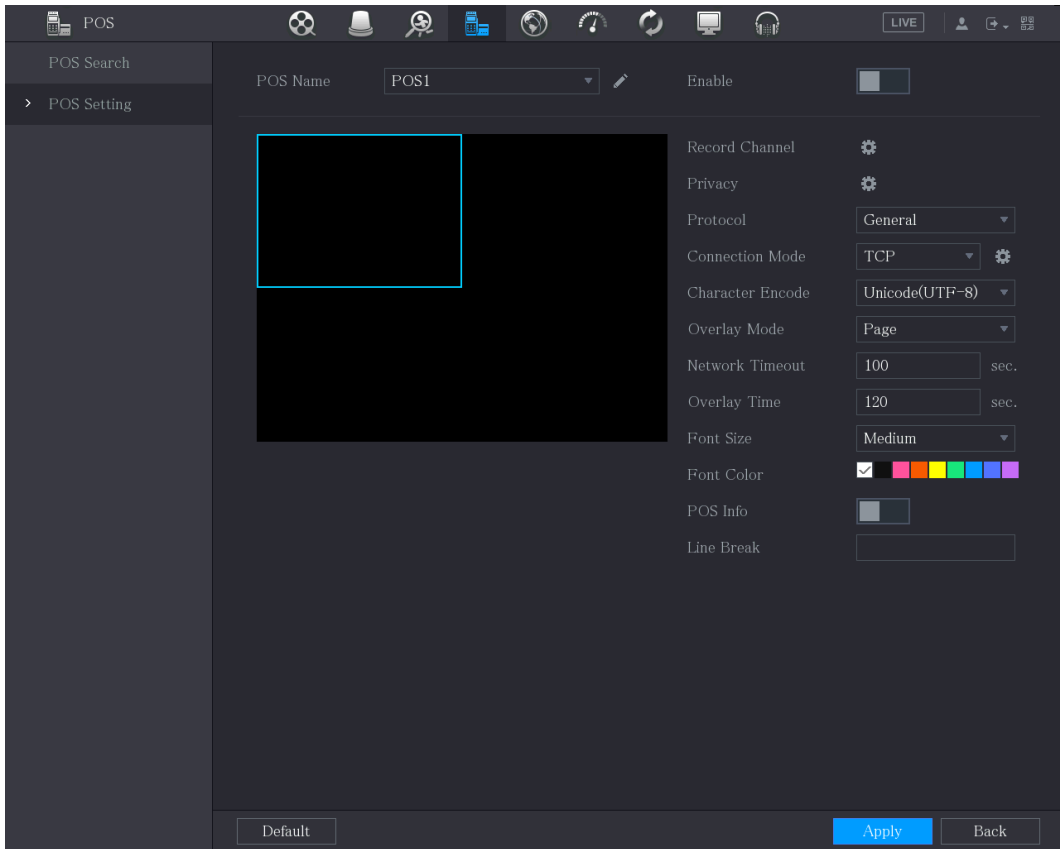 POS
LIVE
POS Search
POS Setting
POS Name POS1 Enable
Record Channel
Privacy
Protocol General
Connection Mode TCP
Character Encode Unicode(UTF-8)
Overlay Mode Page
Network Timeout 100 sec.
Overlay Time 120 sec.
Font Size Medium
Font Color
POS Info
Line Break
Default Apply Back